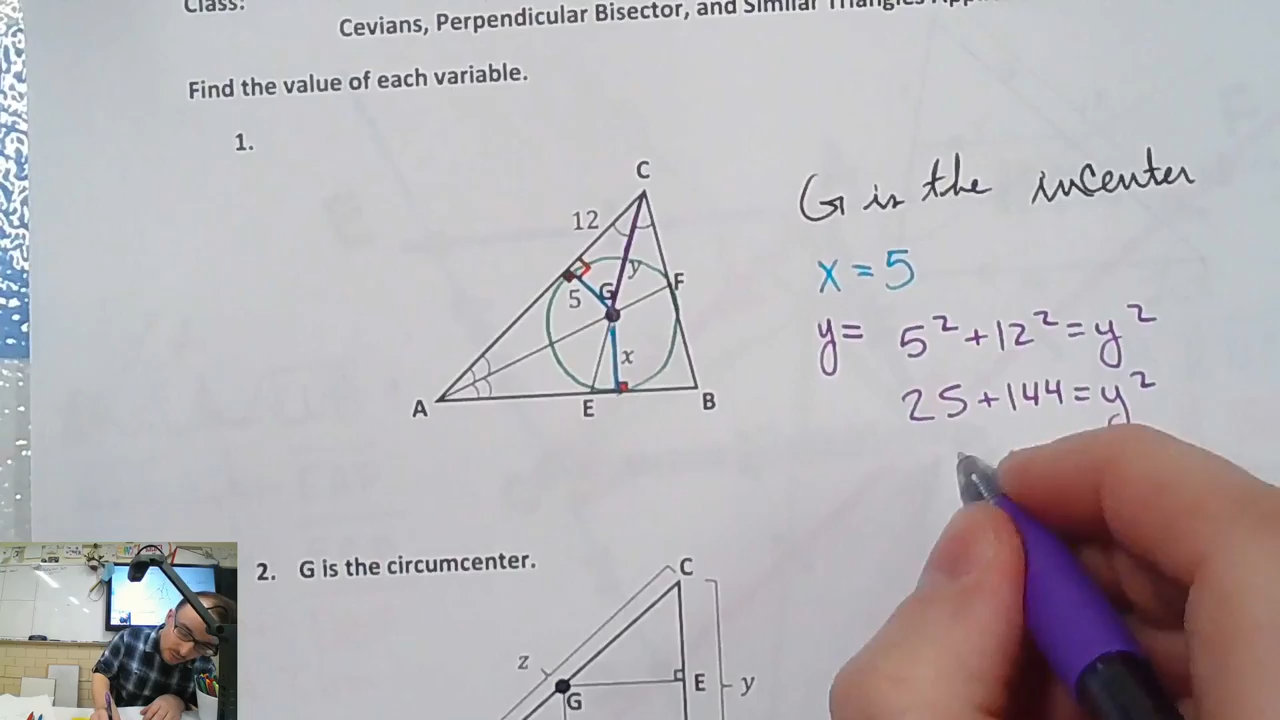 Class:
Cevians, Perpendicular Bisector, and Similar Triangles
Find the value of each variable.
1.
C
12
y
F
5
G
x
A
E
B
G is the incenter
x = 5
y = 5² + 12² = y²
25 + 144 = y²
2. G is the circumcenter.
C
z
E
y
G